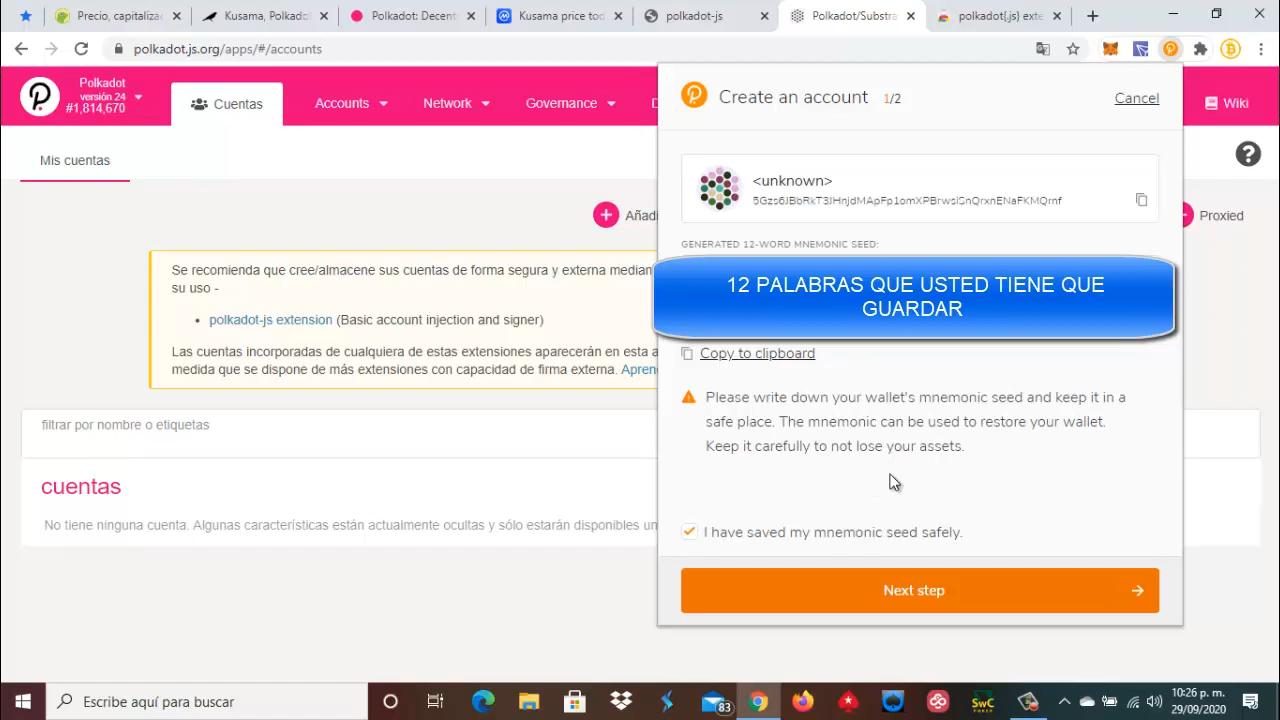 Precio, capitalizac
Kusama, Polkado
Polkadot: Decent
Kusama price tod
polkadot-js
Polkadot/Substra
polkadot{.js} exte
polkadot.js.org/apps/#/accounts
Polkadot
versión 24
#1,814,670
Cuentas
Accounts
Network
Governance
D
Wiki
Mis cuentas
Añadi
Proxied
Se recomienda que cree/almacene sus cuentas de forma segura y externa median
su uso -
polkadot-js extension (Basic account injection and signer)
Las cuentas incorporadas de cualquiera de estas extensiones aparecerán en esta a
medida que se dispone de más extensiones con capacidad de firma externa. Apren
filtrar por nombre o etiquetas
cuentas
No tiene ninguna cuenta. Algunas características están actualmente ocultas y sólo estarán disponibles un
Create an account 1/2
Cancel
<unknown>
GENERATED 12-WORD MNEMONIC SEED:
12 PALABRAS QUE USTED TIENE QUE
GUARDAR
Copy to clipboard
Please write down your wallet's mnemonic seed and keep it in a
safe place. The mnemonic can be used to restore your wallet.
Keep it carefully to not lose your assets.
I have saved my mnemonic seed safely.
Next step
Escribe aquí para buscar
83
SwC
10:26 p. m.
29/09/2020